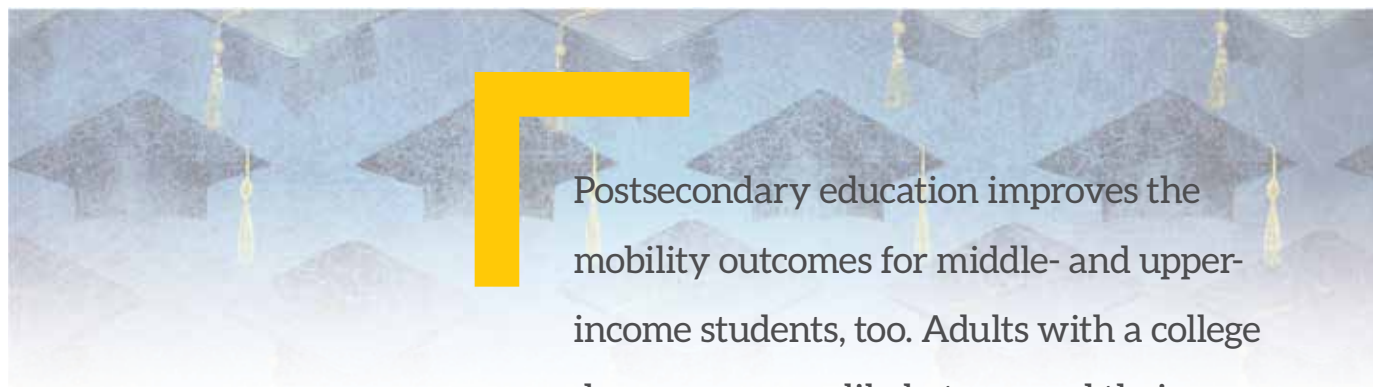 Postsecondary education improves the
mobility outcomes for middle- and upper-
income students, too. Adults with a college